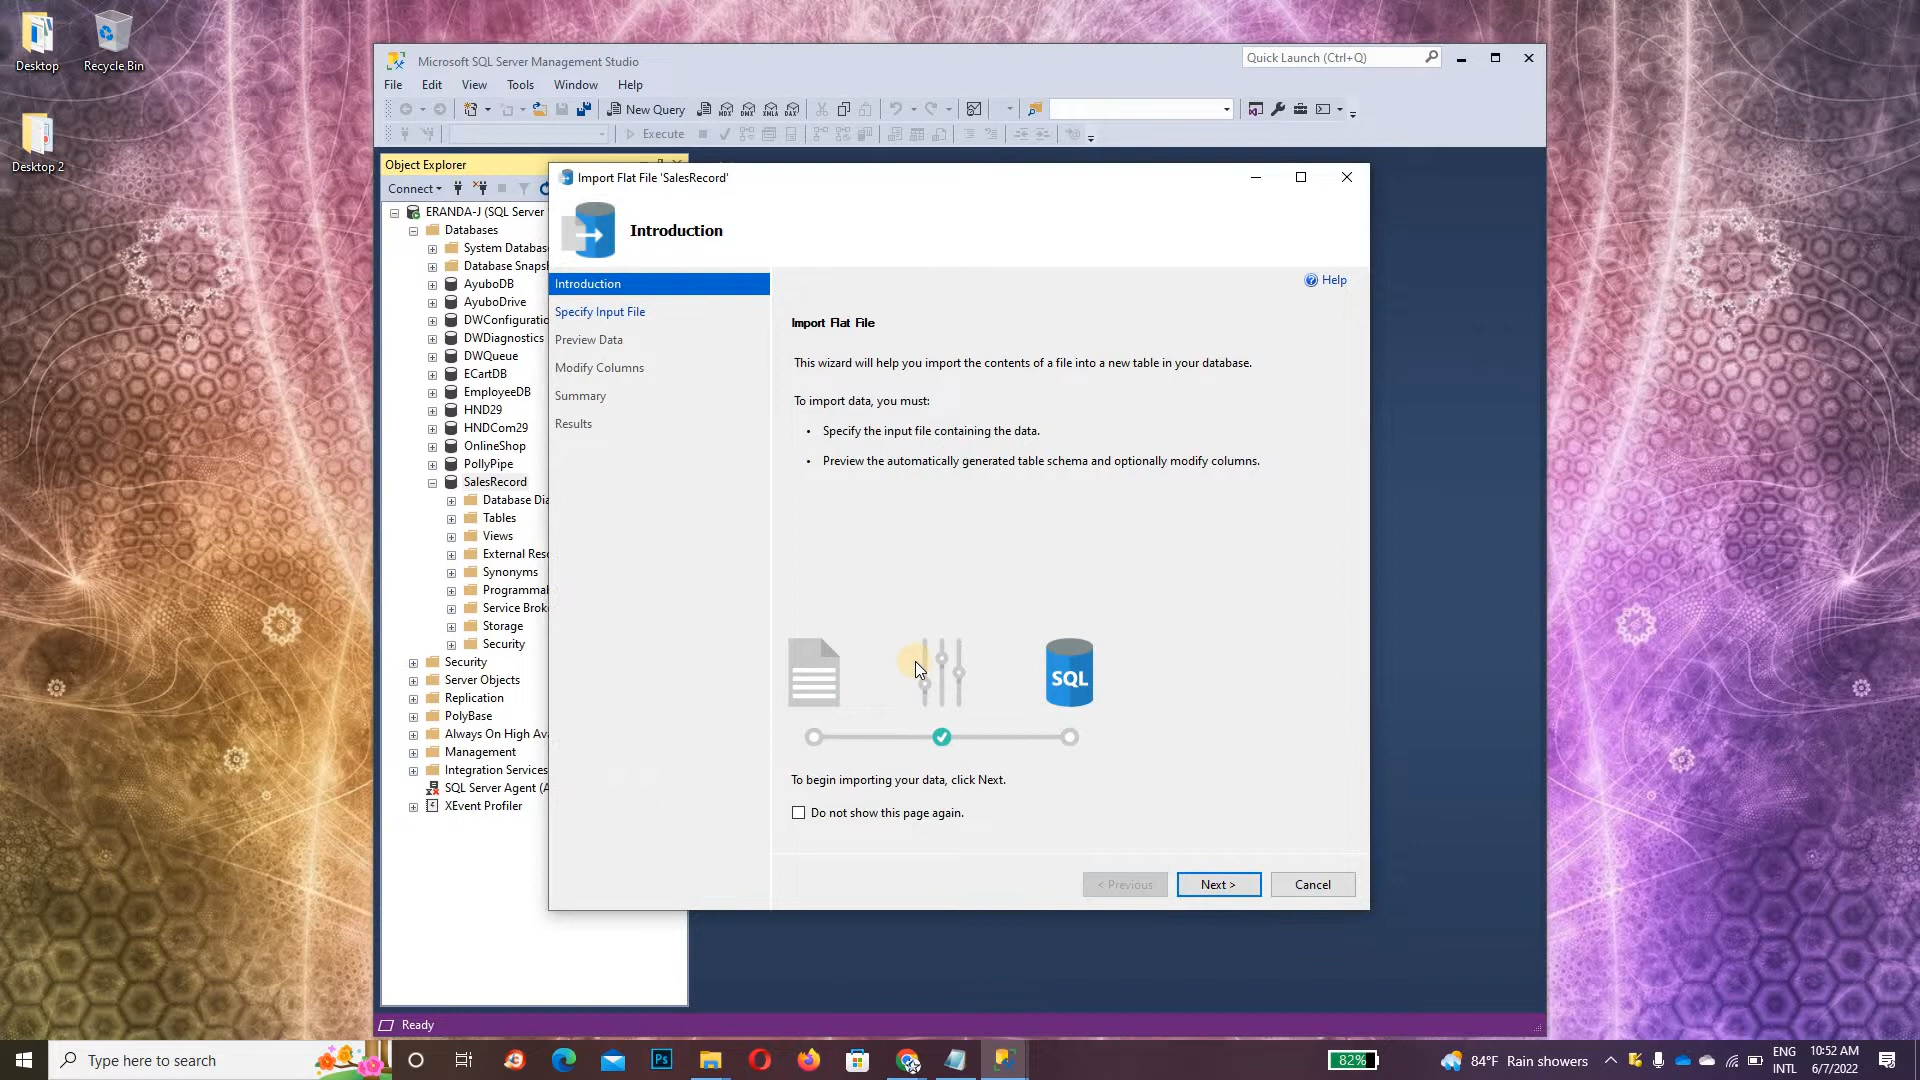 Desktop
Recycle Bin
Desktop 2
Microsoft SQL Server Management Studio
Quick Launch (Ctrl+Q)
File Edit View Tools Window Help
New Query
MDX DMX XMLA DAX
Execute
Object Explorer
Connect
ERANDA-J (SQL Server
Databases
System Databas
Database Snaps
AyuboDB
AyuboDrive
DWConfiguratio
DWDiagnostics
DWQueue
ECartDB
EmployeeDB
HND29
HNDCom29
OnlineShop
PollyPipe
SalesRecord
Database Dia
Tables
Views
External Reso
Synonyms
Programmab
Service Brok
Storage
Security
Security
Server Objects
Replication
PolyBase
Always On High Ava
Management
Integration Services
SQL Server Agent (A
XEvent Profiler
Import Flat File 'SalesRecord'
Introduction
Introduction
Specify Input File
Preview Data
Modify Columns
Summary
Results
Help
Import Flat File
This wizard will help you import the contents of a file into a new table in your database.
To import data, you must:
• Specify the input file containing the data.
• Preview the automatically generated table schema and optionally modify columns.
SQL
To begin importing your data, click Next.
Do not show this page again.
< Previous
Next >
Cancel
Ready
Type here to search
Ps
82%
84°F Rain showers
ENG
INTL
10:52 AM
6/7/2022